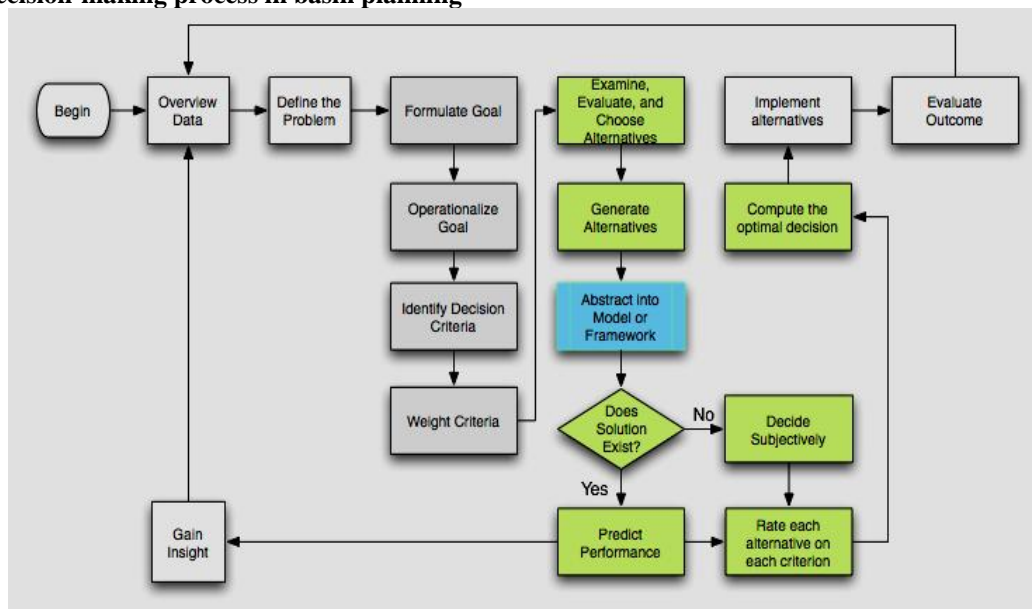 ecision-making process in basin planning
Begin
Overview
Data
Define the
Problem
Formulate Goal
Operationalize
Goal
Identify Decision
Criteria
Weight Criteria
Examine,
Evaluate, and
Choose
Alternatives
Generate
Alternatives
Abstract into
Model or
Framework
Does
Solution
Exist?
No
Yes
Decide
Subjectively
Predict
Performance
Rate each
alternative on
each criterion
Compute the
optimal decision
Implement
alternatives
Evaluate
Outcome
Gain
Insight